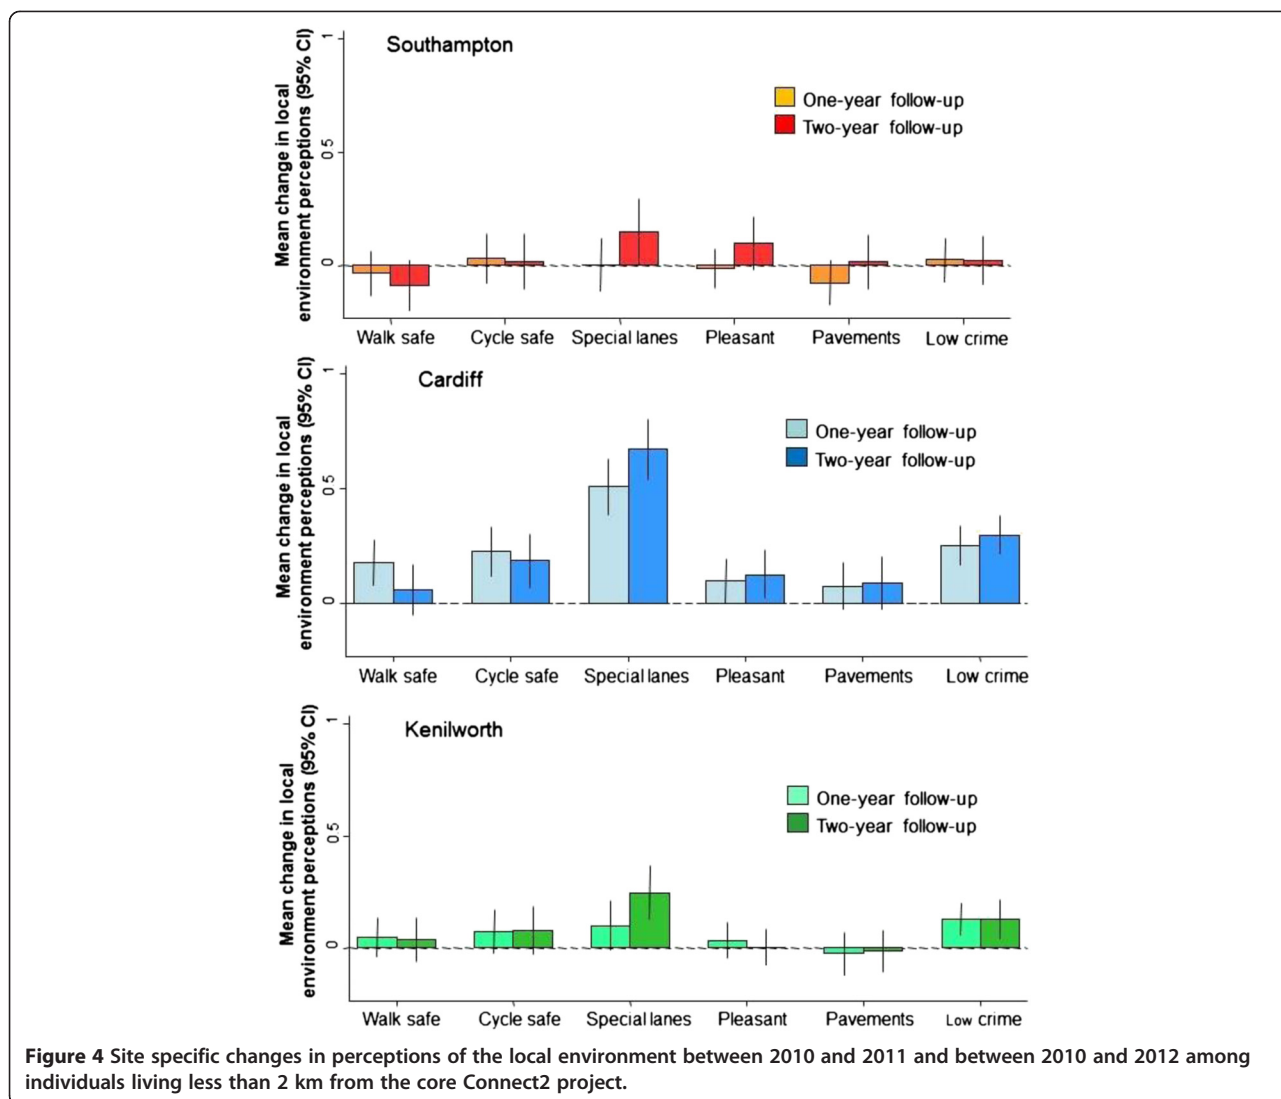 Southampton
Mean change in local
environment perceptions (95% CI)
1
0.5
0
One-year follow-up
Two-year follow-up
Walk safe Cycle safe Special lanes Pleasant Pavements Low crime
Cardiff
Mean change in local
environment perceptions (95% CI)
1
0.5
0
One-year follow-up
Two-year follow-up
Walk safe Cycle safe Special lanes Pleasant Pavements Low crime
Kenilworth
Mean change in local
environment perceptions (95% CI)
1
0.5
0
One-year follow-up
Two-year follow-up
Walk safe Cycle safe Special lanes Pleasant Pavements Low crime
Figure 4 Site specific changes in perceptions of the local environment between 2010 and 2011 and between 2010 and 2012 among
individuals living less than 2 km from the core Connect2 project.